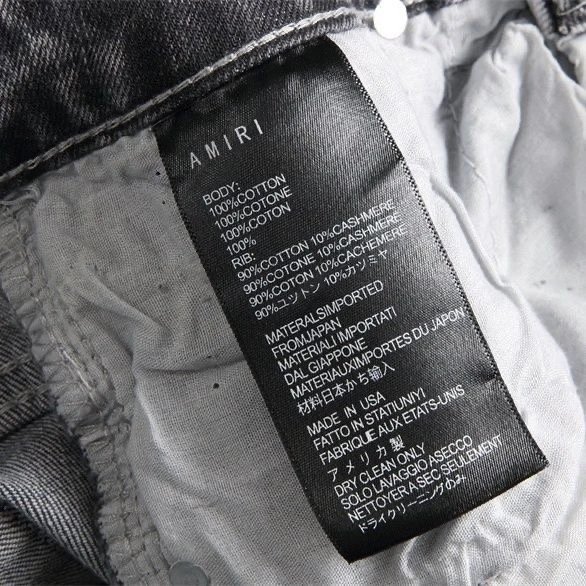 AMIRI
BODY:
100%COTTON
100%COTONE
100%COTON
100%
RIB:
90%COTTON 10%CASHMERE
90%COTONE 10%CASHMERE
90%COTON 10%CACHEMERE
90%ユットン 10%カツミヤ
MATERALSIMPORTED
FROMJAPAN
MATERIALI IMPORTATI
DAL GIAPPONE
MATERIAUXIMPORTES DU JAPON
材料日本から輸入
MADE IN USA
FATTO IN STATIUNIYI
FABRIQUE AUX ETATS-UNIS
アメリカ製
DRY CLEAN ONLY
SOLO LAVAGGIO ASECCO
NETTOYER A SEC SEULEMENT
ドライクリーニングのみ